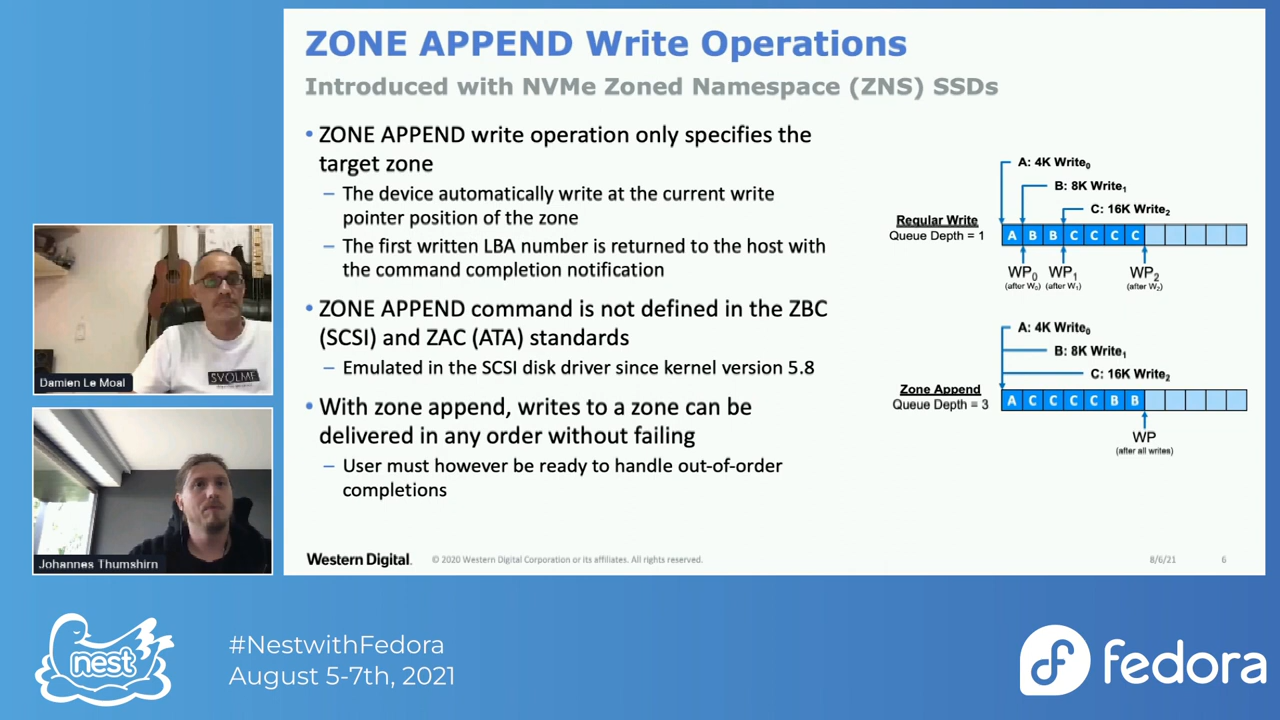 ZONE APPEND Write Operations
Introduced with NVMe Zoned Namespace (ZNS) SSDs
• ZONE APPEND write operation only specifies the
target zone
– The device automatically write at the current write
pointer position of the zone
– The first written LBA number is returned to the host with
the command completion notification
• ZONE APPEND command is not defined in the ZBC
(SCSI) and ZAC (ATA) standards
– Emulated in the SCSI disk driver since kernel version 5.8
• With zone append, writes to a zone can be
delivered in any order without failing
– User must however be ready to handle out-of-order
completions
A: 4K Write₀
B: 8K Write₁
C: 16K Write₂
Regular Write
Queue Depth = 1
A B B C C C C
WP₀ WP₁ WP₂
(after W₀) (after W₁) (after W₂)
A: 4K Write₀
B: 8K Write₁
C: 16K Write₂
Zone Append
Queue Depth = 3
A C C C C B B
WP
(after all writes)
Western Digital.
© 2020 Western Digital Corporation or its affiliates. All rights reserved.
8/6/21
6
SVOLME
Damien Le Moal
Johannes Thumshirn
nest
#NestwithFedora
August 5-7th, 2021
fedora